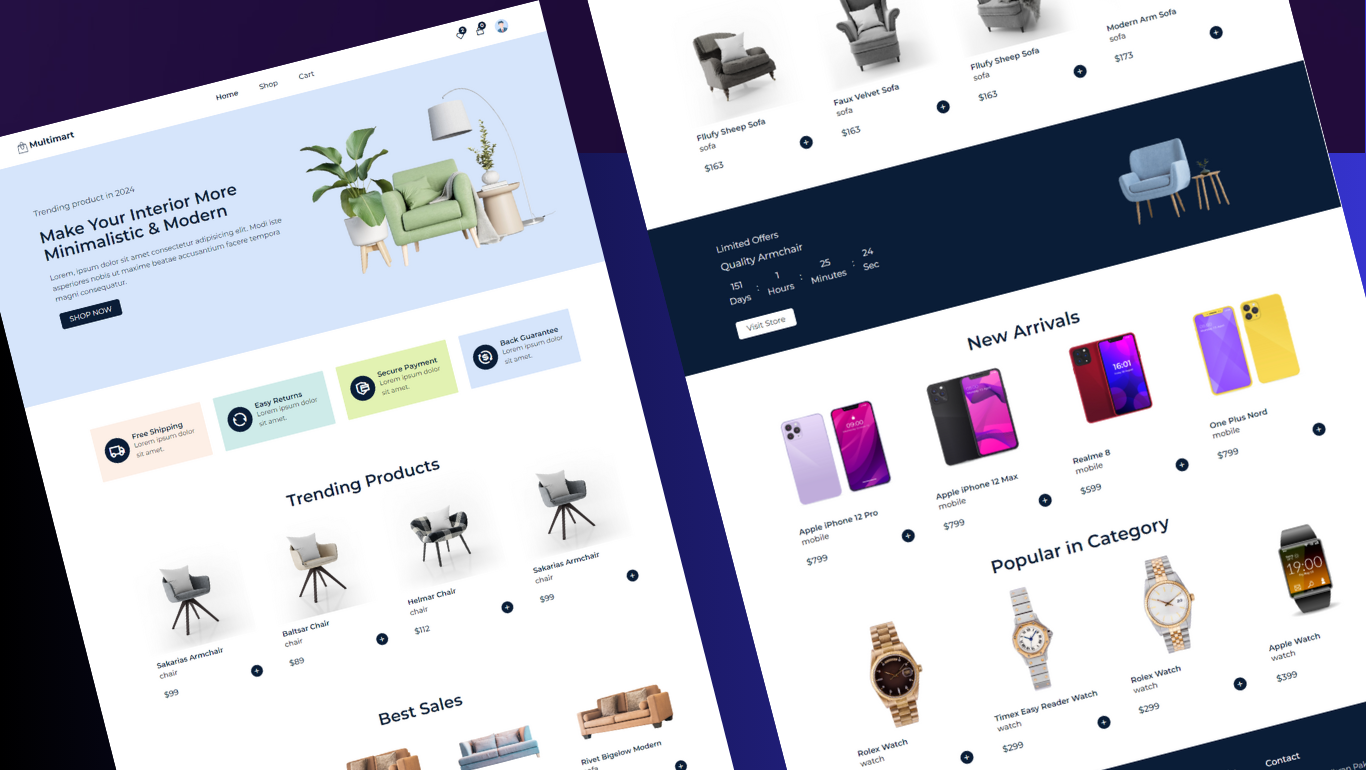 2
0
Home
Shop
Cart
Multimart
Trending product in 2024
Make Your Interior More
Minimalistic & Modern
Lorem, ipsum dolor sit amet consectetur adipisicing elit. Modi iste
asperiores nobis ut maxime beatae accusantium facere tempora
magni consequatur.
SHOP NOW
Free Shipping
Lorem ipsum dolor
sit amet.
Easy Returns
Lorem ipsum dolor
sit amet.
Secure Payment
Lorem ipsum dolor
sit amet.
Back Guarantee
Lorem ipsum dolor
sit amet.
Trending Products
Sakarias Armchair
chair
$99
Baltsar Chair
chair
$89
Helmar Chair
chair
$112
Sakarias Armchair
chair
$99
Best Sales
Rivet Bigelow Modern
Fllufy Sheep Sofa
sofa
$163
Faux Velvet Sofa
sofa
$163
Fllufy Sheep Sofa
sofa
$163
Modern Arm Sofa
sofa
$173
Limited Offers
Quality Armchair
151 : 1 : 25 : 24
Days Hours Minutes Sec
Visit Store
New Arrivals
09:00
16:01
Apple iPhone 12 Pro
mobile
$799
Apple iPhone 12 Max
mobile
$799
Realme 8
mobile
$599
One Plus Nord
mobile
$799
Popular in Category
19:00
Rolex Watch
watch
Timex Easy Reader Watch
watch
$299
Rolex Watch
watch
$299
Apple Watch
watch
$399
Contact